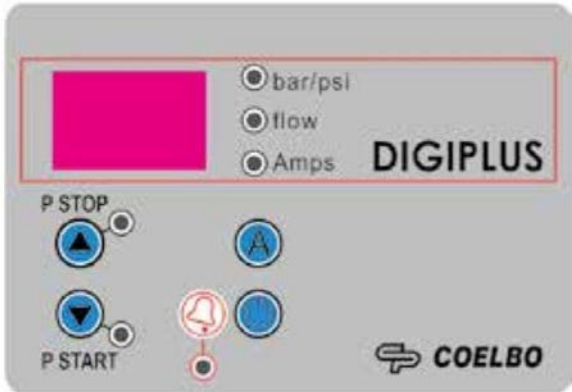 bar/psi
flow
Amps
DIGIPLUS
P STOP
A
P START
COELBO